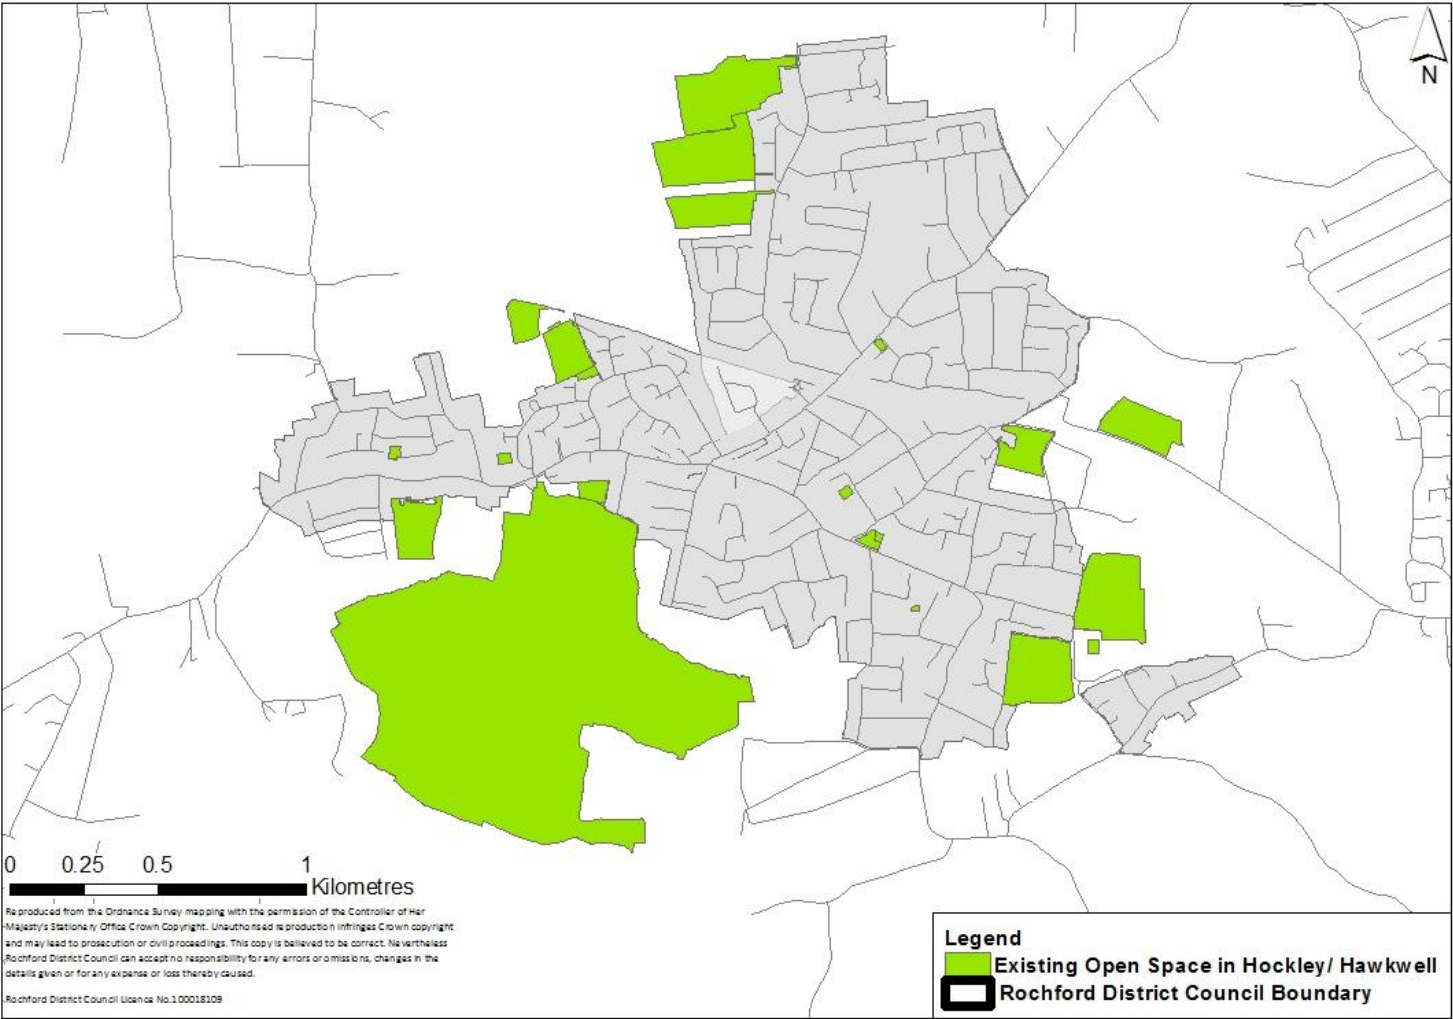 N
0 0.25 0.5 1
Kilometres
Reproduced from the Ordnance Survey mapping with the permission of the Controller of Her
Majesty's Stationery Office Crown Copyright. Unauthorised reproduction infringes Crown copyright
and may lead to prosecution or civil proceedings. This copy is believed to be correct. Nevertheless
Rochford District Council can accept no responsibility for any errors or omissions, changes in the
details given or for any expense or loss thereby caused.
Rochford District Council Licence No.100018109
Legend
Existing Open Space in Hockley/ Hawkwell
Rochford District Council Boundary